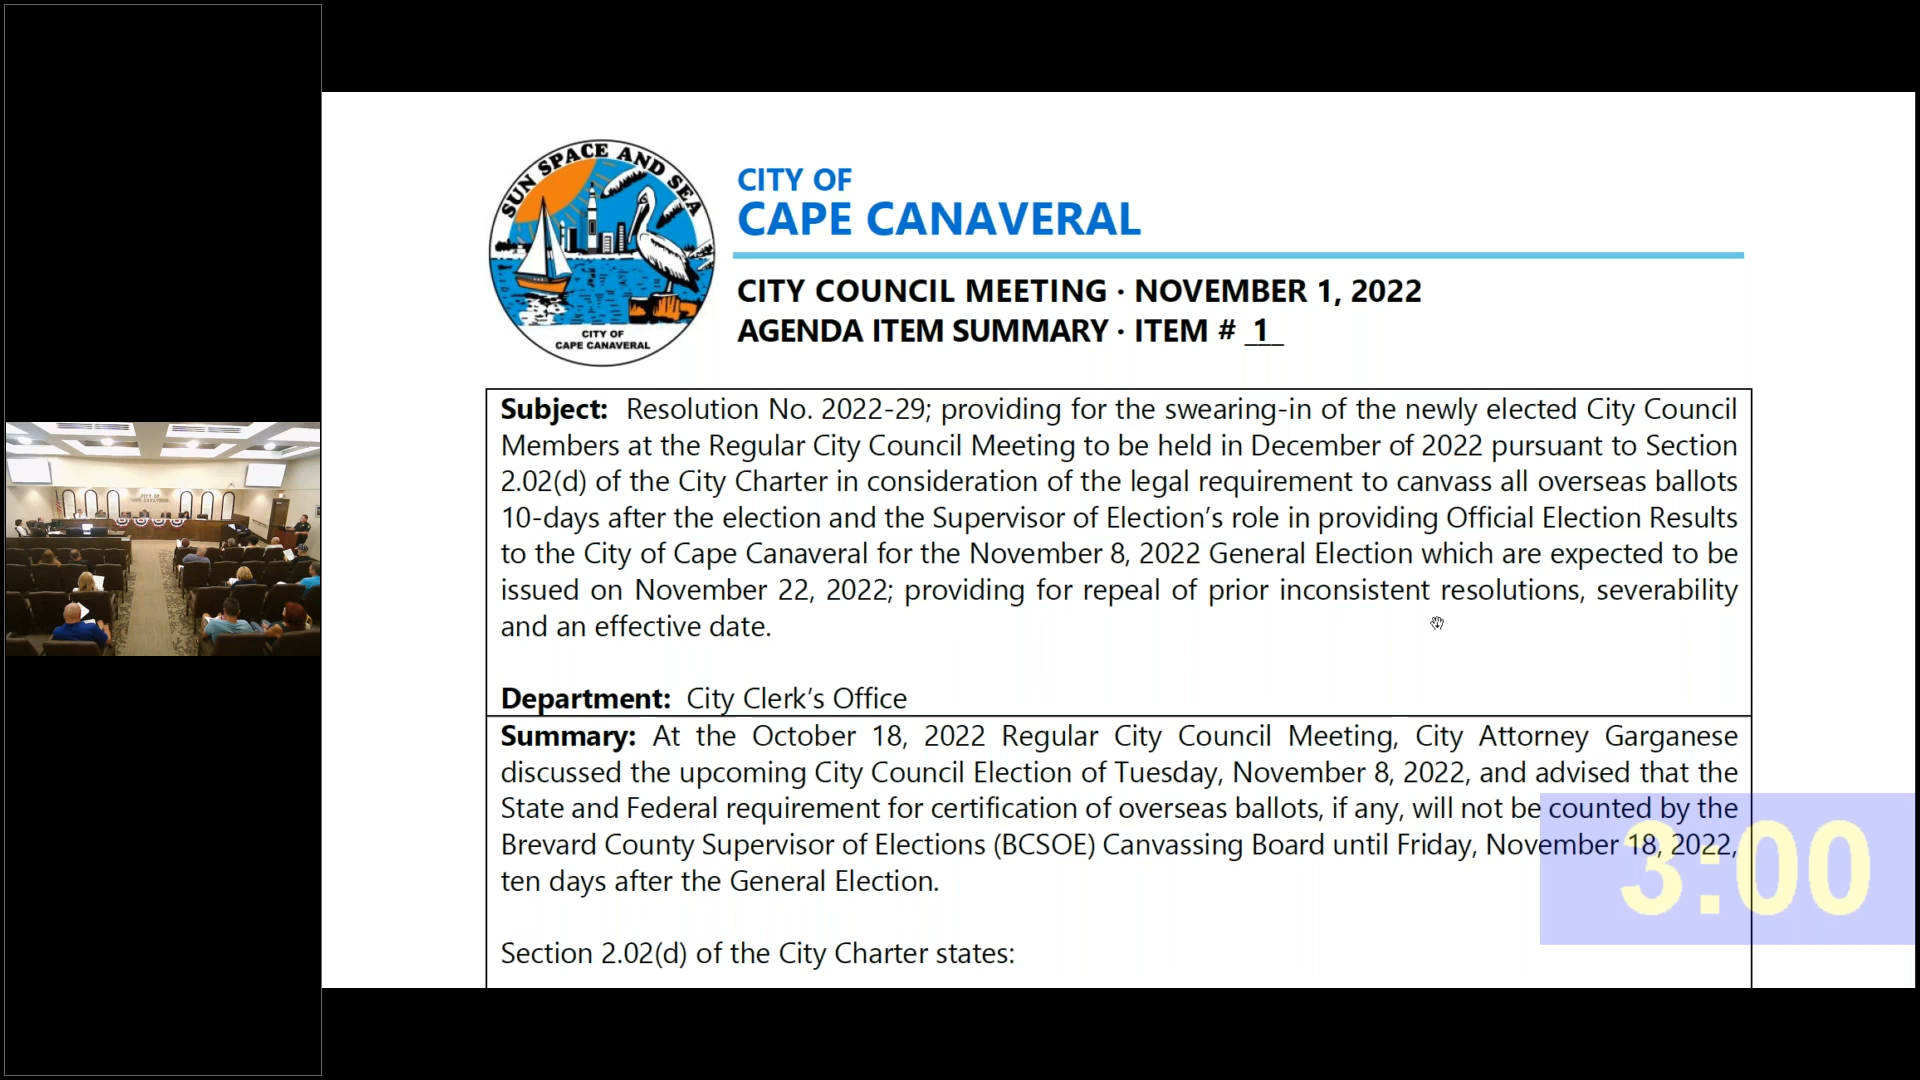 SUN SPACE AND SEA
CITY OF
CAPE CANAVERAL
CITY OF
CAPE CANAVERAL
CITY COUNCIL MEETING · NOVEMBER 1, 2022
AGENDA ITEM SUMMARY · ITEM # _1_
Subject: Resolution No. 2022-29; providing for the swearing-in of the newly elected City Council
Members at the Regular City Council Meeting to be held in December of 2022 pursuant to Section
2.02(d) of the City Charter in consideration of the legal requirement to canvass all overseas ballots
10-days after the election and the Supervisor of Election’s role in providing Official Election Results
to the City of Cape Canaveral for the November 8, 2022 General Election which are expected to be
issued on November 22, 2022; providing for repeal of prior inconsistent resolutions, severability
and an effective date.
Department: City Clerk’s Office
Summary: At the October 18, 2022 Regular City Council Meeting, City Attorney Garganese
discussed the upcoming City Council Election of Tuesday, November 8, 2022, and advised that the
State and Federal requirement for certification of overseas ballots, if any, will not be counted by the
Brevard County Supervisor of Elections (BCSOE) Canvassing Board until Friday, November 18, 2022,
ten days after the General Election.
3:00
Section 2.02(d) of the City Charter states: